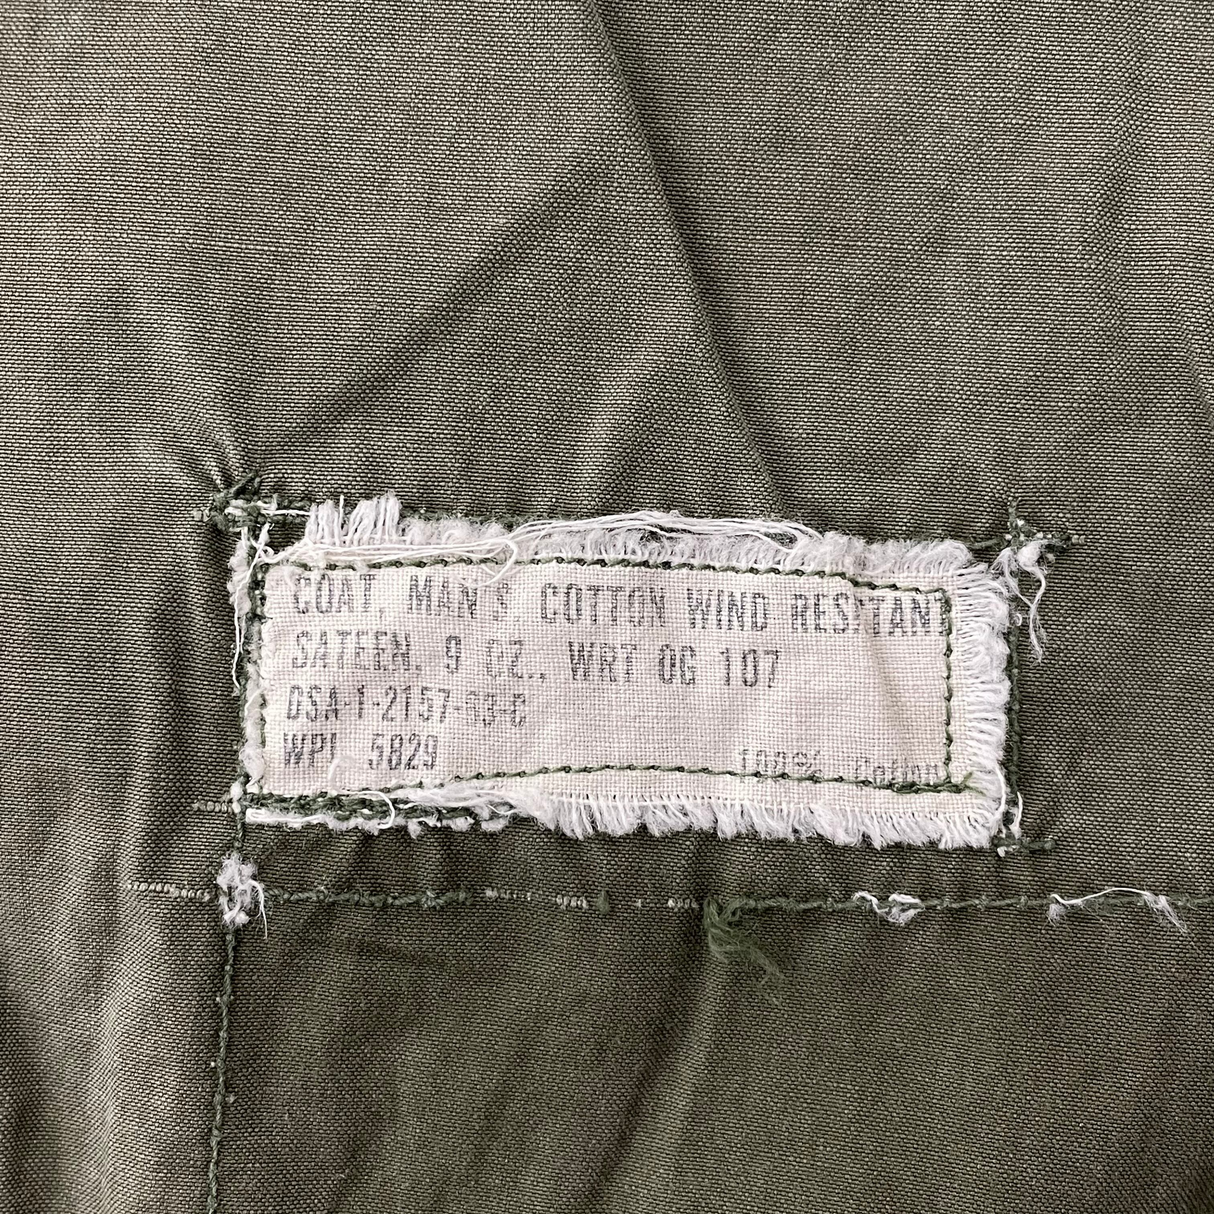 COAT, MAN'S, COTTON WIND RESISTANT
SATEEN, 9 OZ., WRT OG 107
DSA-1-2157-63-C
WPL 5829 100% Cotton